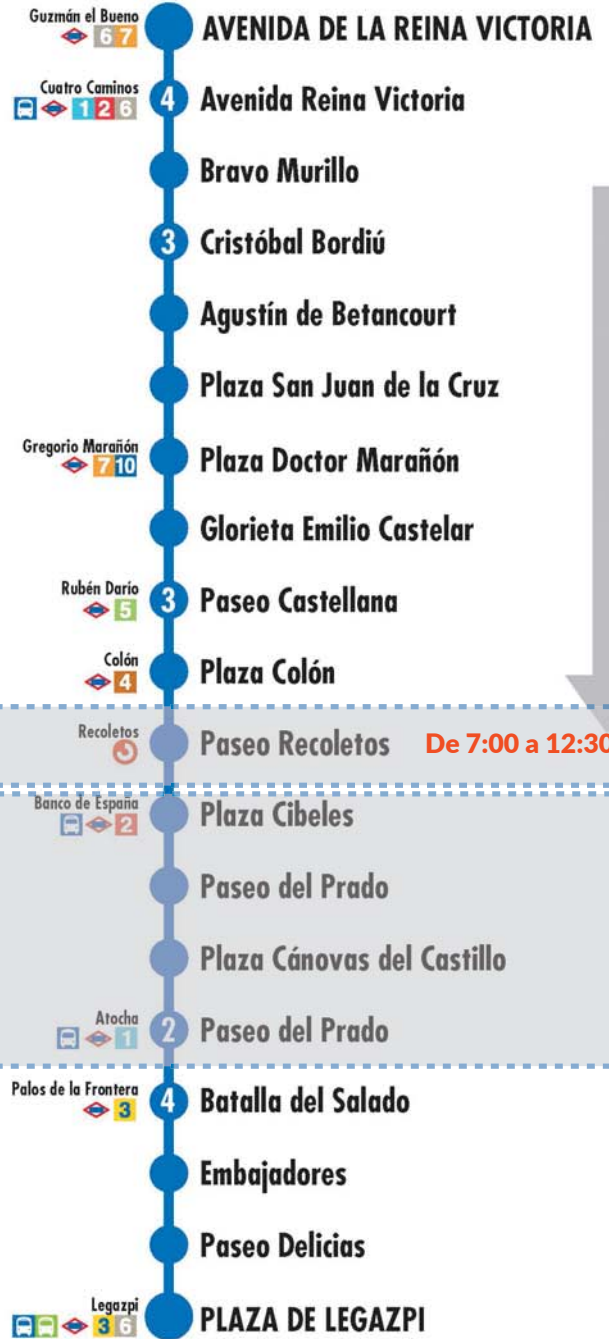 Guzmán el Bueno
6 7
AVENIDA DE LA REINA VICTORIA
Cuatro Caminos
1 2 6
4 Avenida Reina Victoria
Bravo Murillo
3 Cristóbal Bordiú
Agustín de Betancourt
Plaza San Juan de la Cruz
Gregorio Marañón
7 10
Plaza Doctor Marañón
Glorieta Emilio Castelar
Rubén Darío
5
3 Paseo Castellana
Colón
4
Plaza Colón
Recoletos
Paseo Recoletos De 7:00 a 12:30
Banco de España
2
Plaza Cibeles
Paseo del Prado
Plaza Cánovas del Castillo
Atocha
1
2 Paseo del Prado
Palos de la Frontera
3
4 Batalla del Salado
Embajadores
Paseo Delicias
Legazpi
3 6
PLAZA DE LEGAZPI